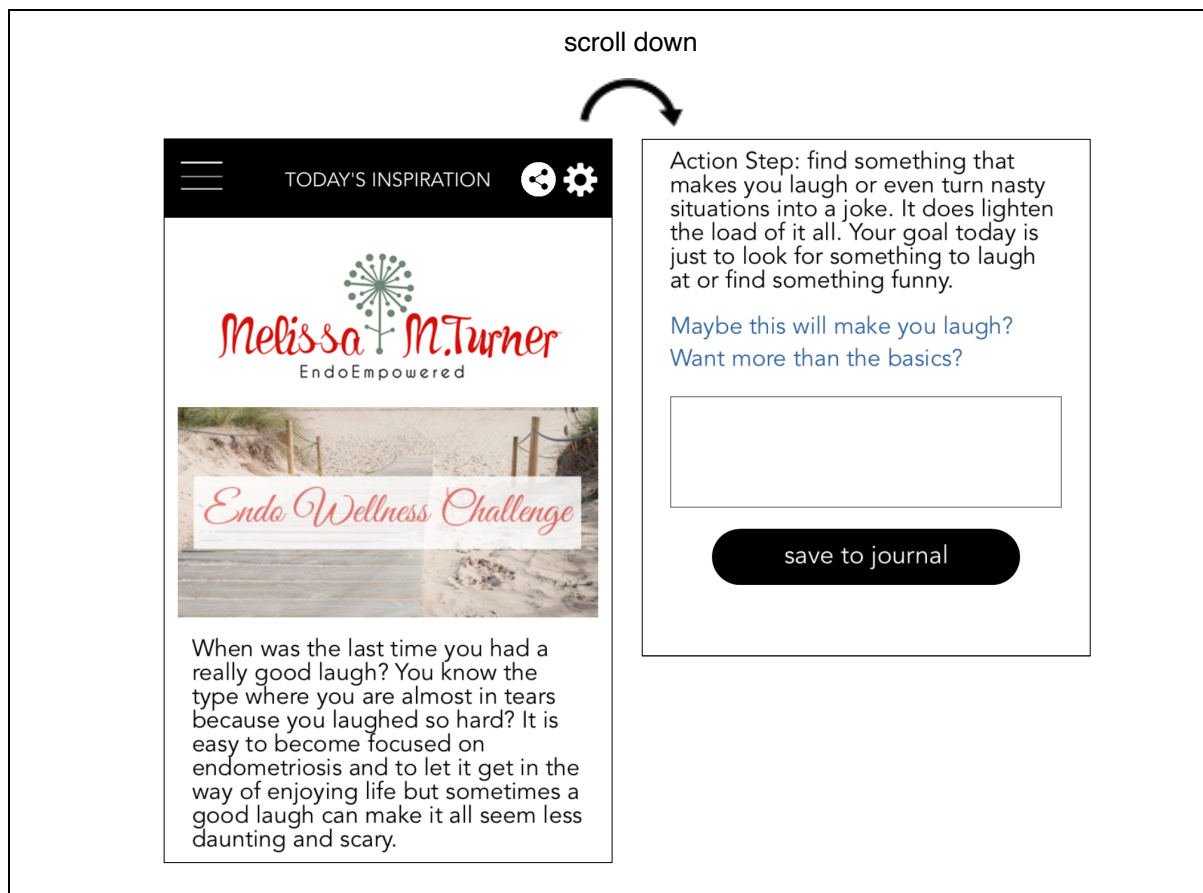 scroll down
TODAY'S INSPIRATION
Melissa M.Turner
EndoEmpowered
Endo Wellness Challenge
When was the last time you had a
really good laugh? You know the
type where you are almost in tears
because you laughed so hard? It is
easy to become focused on
endometriosis and to let it get in the
way of enjoying life but sometimes a
good laugh can make it all seem less
daunting and scary.
Action Step: find something that
makes you laugh or even turn nasty
situations into a joke. It does lighten
the load of it all. Your goal today is
just to look for something to laugh
at or find something funny.
Maybe this will make you laugh?
Want more than the basics?
save to journal